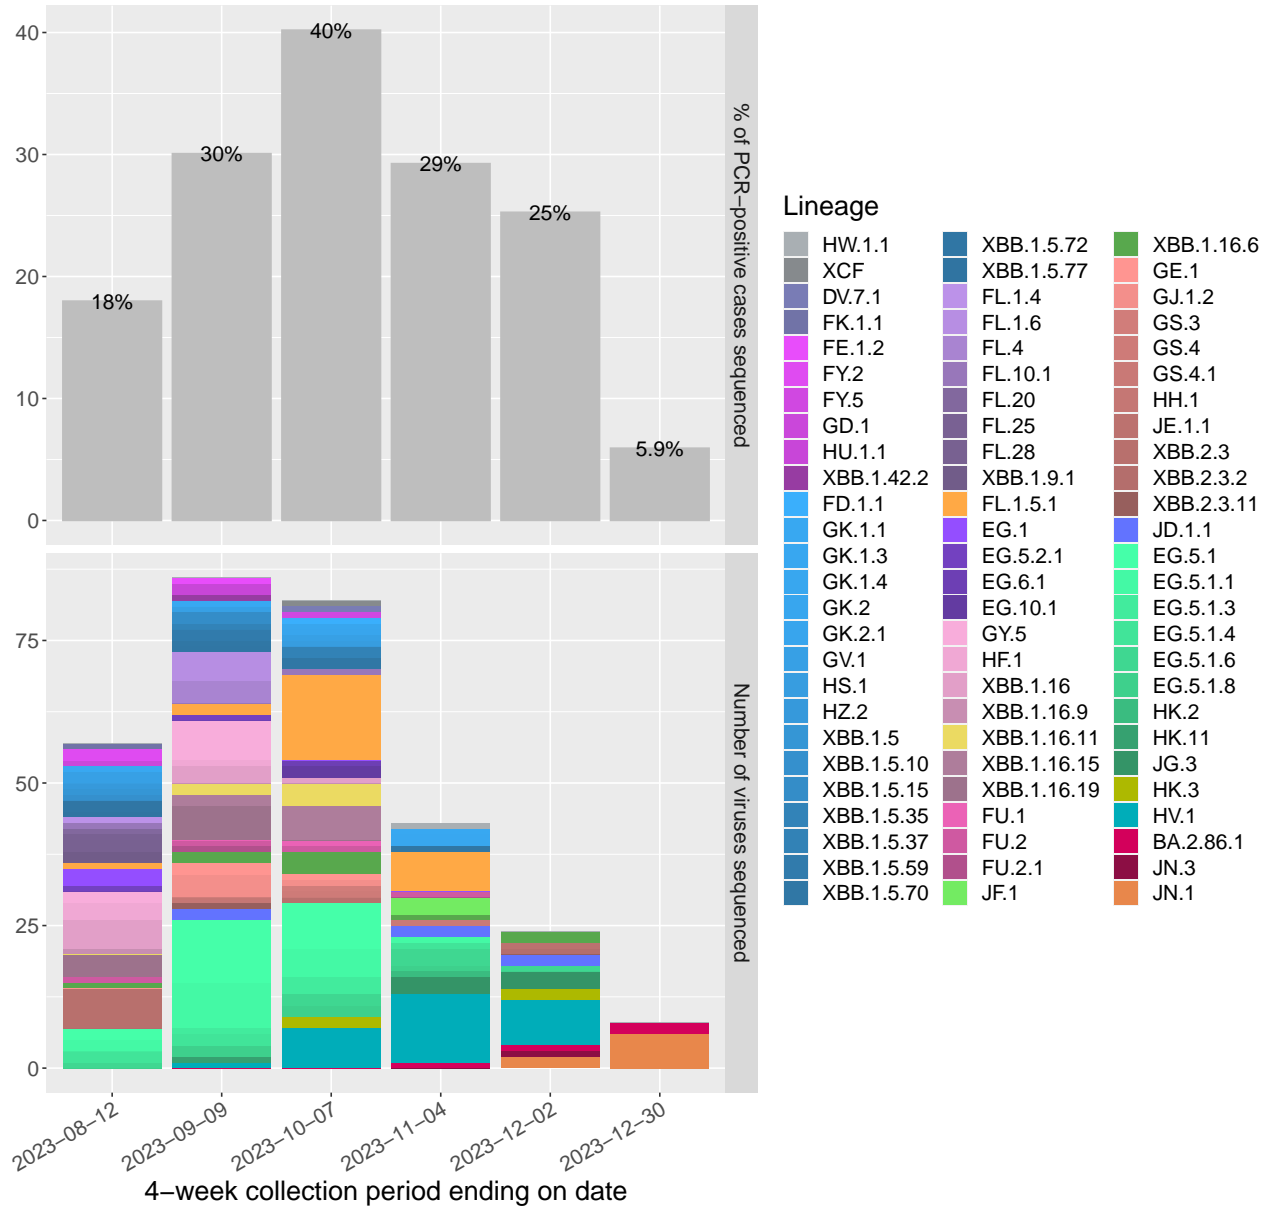 40
30
20
10
0
18%
30%
40%
29%
25%
5.9%
% of PCR−positive cases sequenced
75
50
25
0
Number of viruses sequenced
2023−08−12
2023−09−09
2023−10−07
2023−11−04
2023−12−02
2023−12−30
4−week collection period ending on date
Lineage
HW.1.1
XCF
DV.7.1
FK.1.1
FE.1.2
FY.2
FY.5
GD.1
HU.1.1
XBB.1.42.2
FD.1.1
GK.1.1
GK.1.3
GK.1.4
GK.2
GK.2.1
GV.1
HS.1
HZ.2
XBB.1.5
XBB.1.5.10
XBB.1.5.15
XBB.1.5.35
XBB.1.5.37
XBB.1.5.59
XBB.1.5.70
XBB.1.5.72
XBB.1.5.77
FL.1.4
FL.1.6
FL.4
FL.10.1
FL.20
FL.25
FL.28
XBB.1.9.1
FL.1.5.1
EG.1
EG.5.2.1
EG.6.1
EG.10.1
GY.5
HF.1
XBB.1.16
XBB.1.16.9
XBB.1.16.11
XBB.1.16.15
XBB.1.16.19
FU.1
FU.2
FU.2.1
JF.1
XBB.1.16.6
GE.1
GJ.1.2
GS.3
GS.4
GS.4.1
HH.1
JE.1.1
XBB.2.3
XBB.2.3.2
XBB.2.3.11
JD.1.1
EG.5.1
EG.5.1.1
EG.5.1.3
EG.5.1.4
EG.5.1.6
EG.5.1.8
HK.2
HK.11
JG.3
HK.3
HV.1
BA.2.86.1
JN.3
JN.1